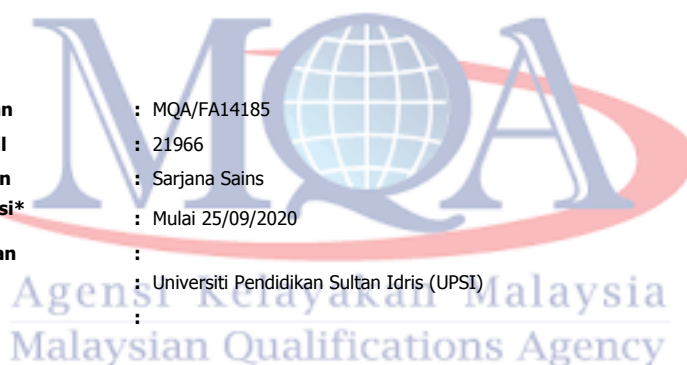 MQA
an : MQA/FA14185
l : 21966
n : Sarjana Sains
si* : Mulai 25/09/2020
an :
: Universiti Pendidikan Sultan Idris (UPSI)
Agensi Kelayakan Malaysia
:
Malaysian Qualifications Agency